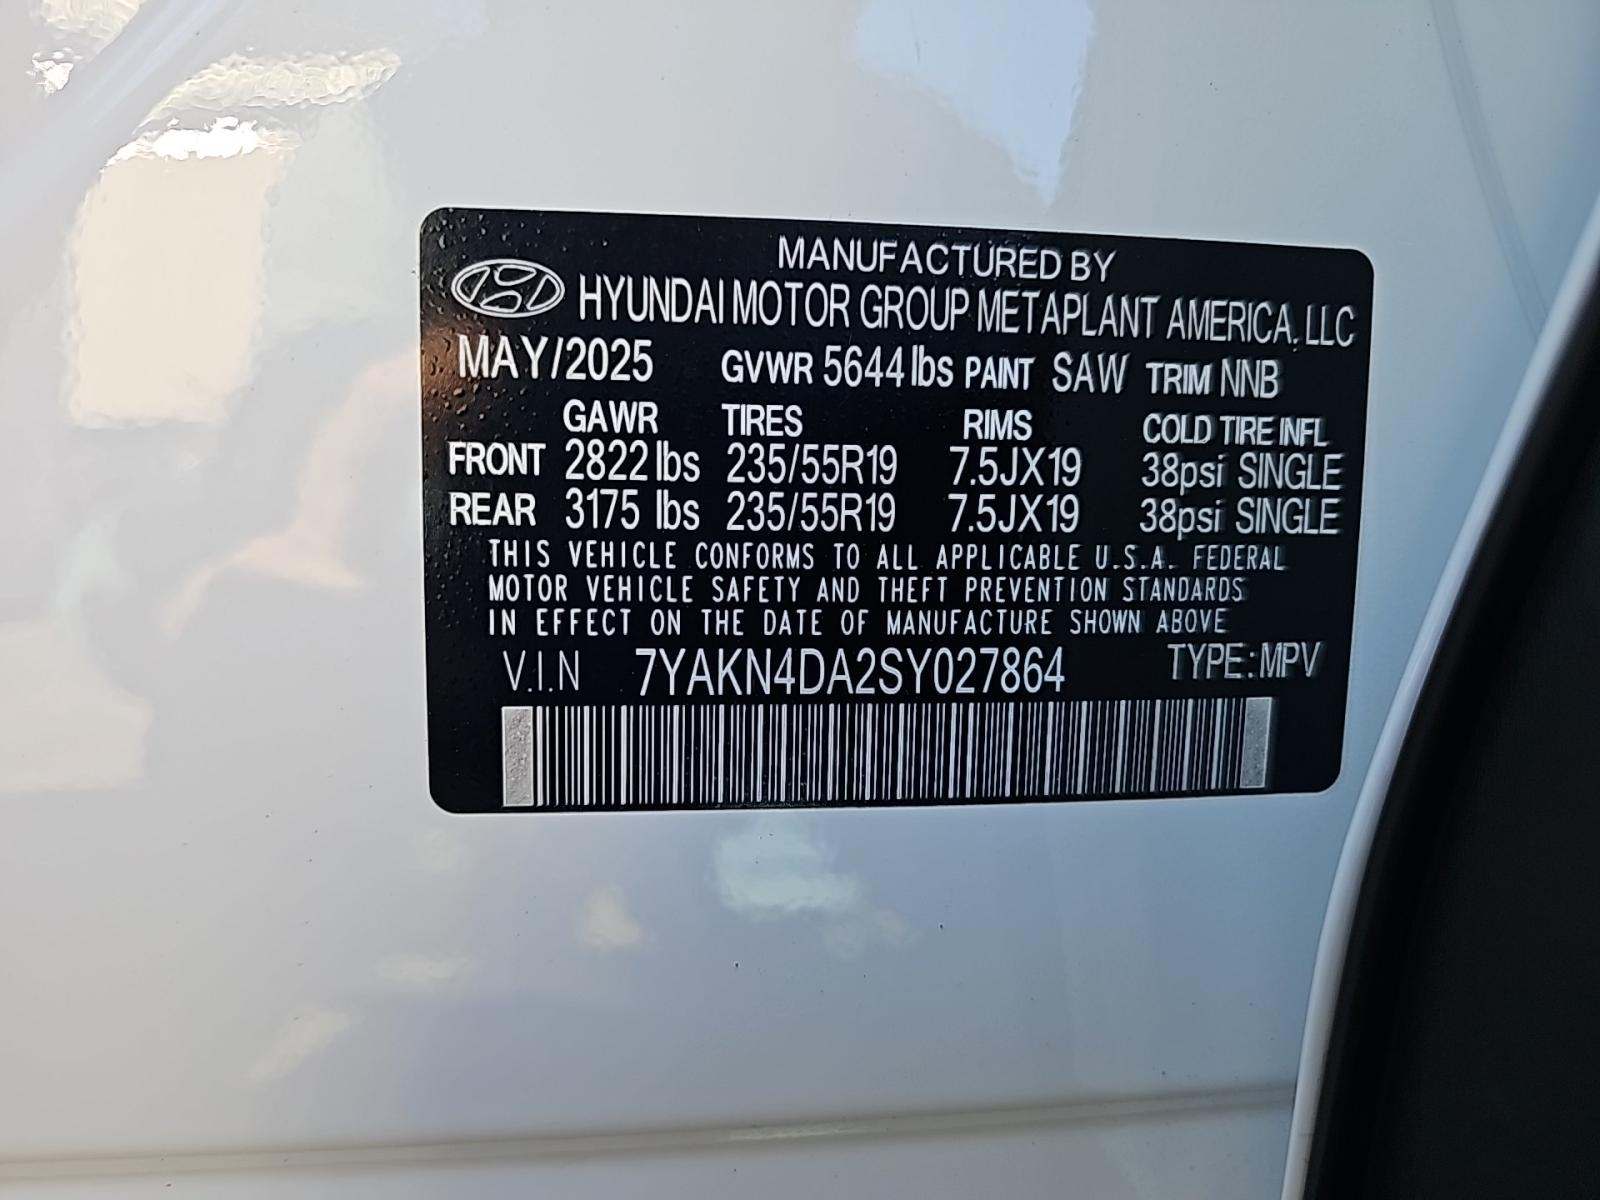 MANUFACTURED BY
HYUNDAI MOTOR GROUP METAPLANT AMERICA, LLC
MAY/2025 GVWR 5644 lbs PAINT SAW TRIM NNB
GAWR TIRES RIMS COLD TIRE INFL
FRONT 2822 lbs 235/55R19 7.5JX19 38psi SINGLE
REAR 3175 lbs 235/55R19 7.5JX19 38psi SINGLE
THIS VEHICLE CONFORMS TO ALL APPLICABLE U.S.A. FEDERAL
MOTOR VEHICLE SAFETY AND THEFT PREVENTION STANDARDS
IN EFFECT ON THE DATE OF MANUFACTURE SHOWN ABOVE
V.I.N 7YAKN4DA2SY027864 TYPE:MPV